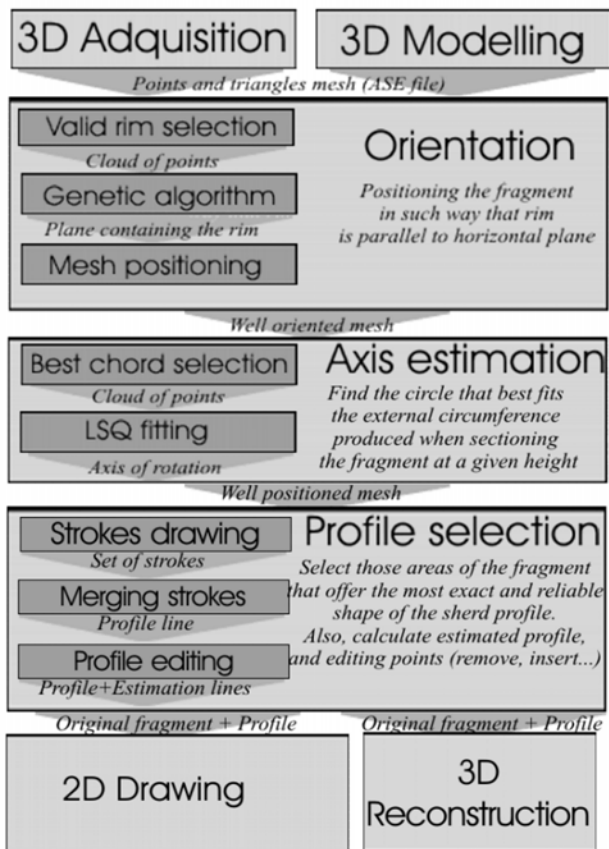 3D Adquisition
3D Modelling
Points and triangles mesh (ASE file)
Valid rim selection
Cloud of points
Genetic algorithm
Plane containing the rim
Mesh positioning
Orientation
Positioning the fragment
in such way that rim
is parallel to horizontal plane
Well oriented mesh
Best chord selection
Cloud of points
LSQ fitting
Axis of rotation
Axis estimation
Find the circle that best fits
the external circumference
produced when sectioning
the fragment at a given height
Well positioned mesh
Strokes drawing
Set of strokes
Merging strokes
Profile line
Profile editing
Profile+Estimation lines
Profile selection
Select those areas of the fragment
that offer the most exact and reliable
shape of the sherd profile.
Also, calculate estimated profile,
and editing points (remove, insert...)
Original fragment + Profile
Original fragment + Profile
2D Drawing
3D
Reconstruction